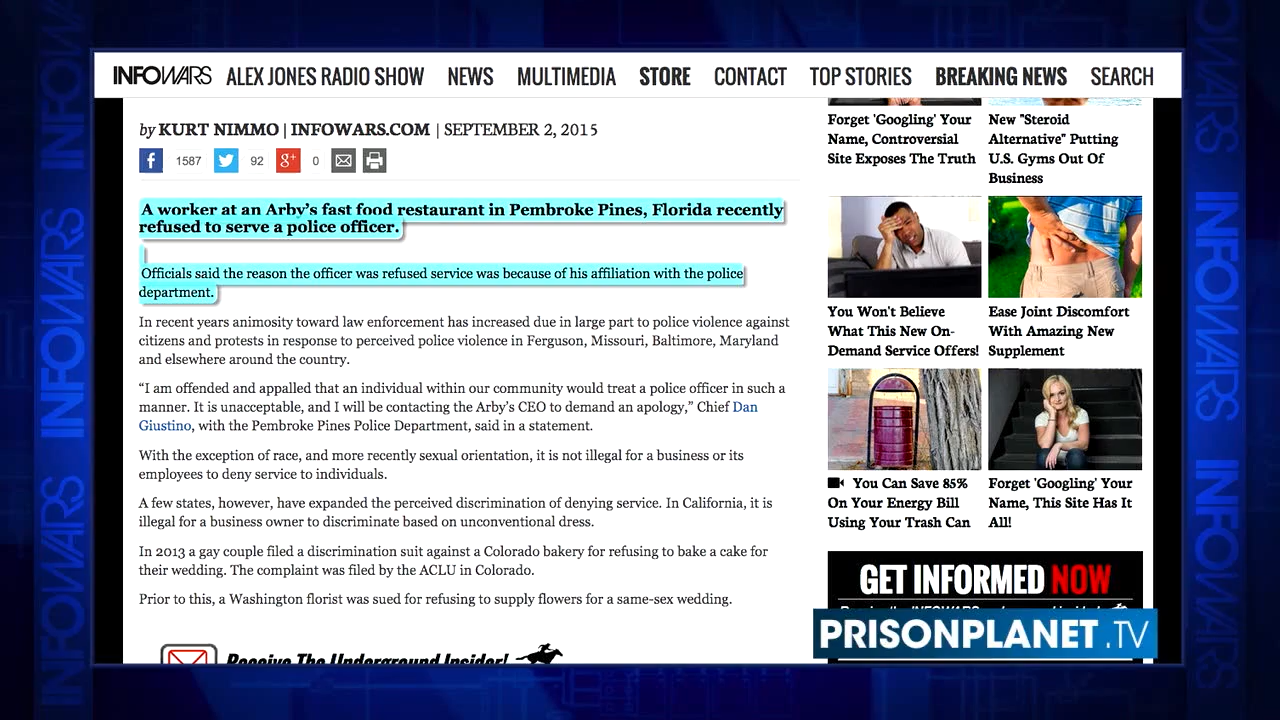 INFOWARS ALEX JONES RADIO SHOW NEWS MULTIMEDIA STORE CONTACT TOP STORIES BREAKING NEWS SEARCH
by KURT NIMMO | INFOWARS.COM | SEPTEMBER 2, 2015
f 1587 92 g+ 0
A worker at an Arby's fast food restaurant in Pembroke Pines, Florida recently
refused to serve a police officer.
Officials said the reason the officer was refused service was because of his affiliation with the police
department.
In recent years animosity toward law enforcement has increased due in large part to police violence against
citizens and protests in response to perceived police violence in Ferguson, Missouri, Baltimore, Maryland
and elsewhere around the country.
“I am offended and appalled that an individual within our community would treat a police officer in such a
manner. It is unacceptable, and I will be contacting the Arby's CEO to demand an apology,” Chief Dan
Giustino, with the Pembroke Pines Police Department, said in a statement.
With the exception of race, and more recently sexual orientation, it is not illegal for a business or its
employees to deny service to individuals.
A few states, however, have expanded the perceived discrimination of denying service. In California, it is
illegal for a business owner to discriminate based on unconventional dress.
In 2013 a gay couple filed a discrimination suit against a Colorado bakery for refusing to bake a cake for
their wedding. The complaint was filed by the ACLU in Colorado.
Prior to this, a Washington florist was sued for refusing to supply flowers for a same-sex wedding.
Receive The Underground Insider!
Forget 'Googling' Your
Name, Controversial
Site Exposes The Truth
New "Steroid
Alternative" Putting
U.S. Gyms Out Of
Business
You Won't Believe
What This New On-
Demand Service Offers!
Ease Joint Discomfort
With Amazing New
Supplement
You Can Save 85%
On Your Energy Bill
Using Your Trash Can
Forget 'Googling' Your
Name, This Site Has It
All!
GET INFORMED NOW
PRISONPLANET.TV
INFOWARS
INFOWARS
INFOWARS
INFOWARS
INFOWARS
INFOWARS